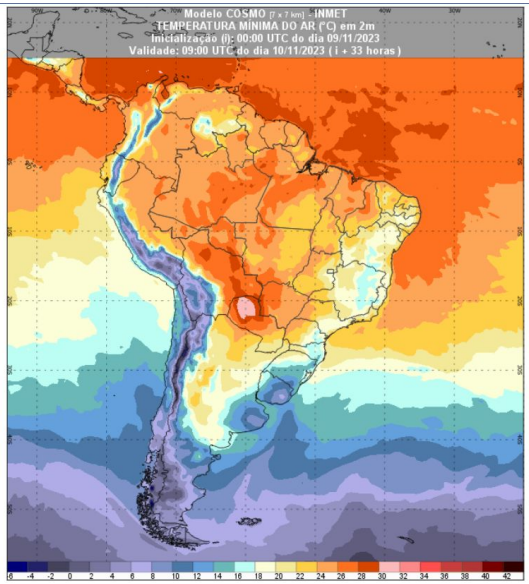 Modelo COSMO [7 x 7 km] - INMET
TEMPERATURA MÍNIMA DO AR (°C) em 2m
Inicialização (i): 00:00 UTC do dia 09/11/2023
Validade: 09:00 UTC do dia 10/11/2023 ( i + 33 horas )
-6 -4 -2 0 2 4 6 8 10 12 14 16 18 20 22 24 26 28 30 32 34 36 38 40 42